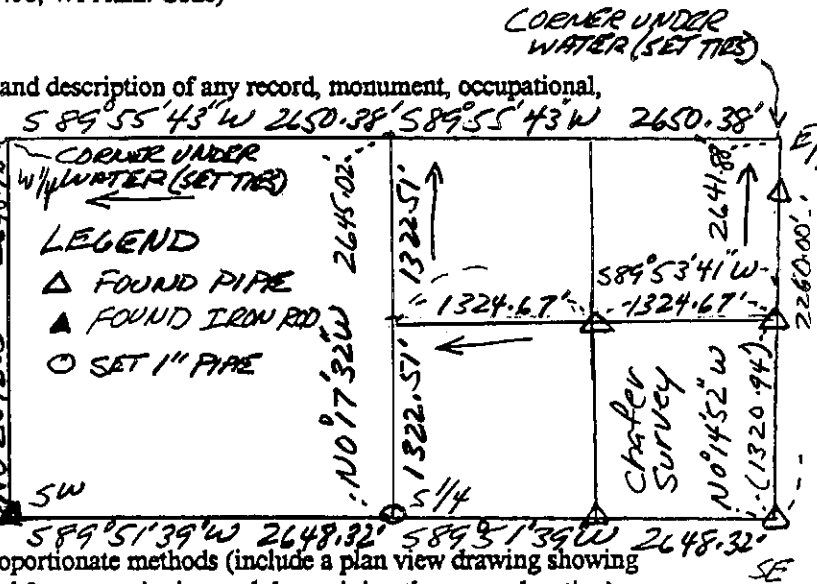 CORNER UNDER
WATER (SET TIES)
and description of any record, monument, occupational,
S89°55'43"W 2650.38' S89°55'43"W 2650.38'
CORNER UNDER
W 1/4 WATER (SET TIES)
LEGEND
△ FOUND PIPE
▲ FOUND IRON ROD
○ SET 1" PIPE
N0°17'32"W 2645.02'
1322.51'
1322.51'
2641.88'
2260.00'
S89°53'41"W
1324.67' 1324.67'
Chafer
Survey
N0°14'52"W
(1320.94')
SW
S 1/4
S89°51'39"W 2648.32' S89°51'39"W 2648.32'
SE
oportionate methods (include a plan view drawing showing